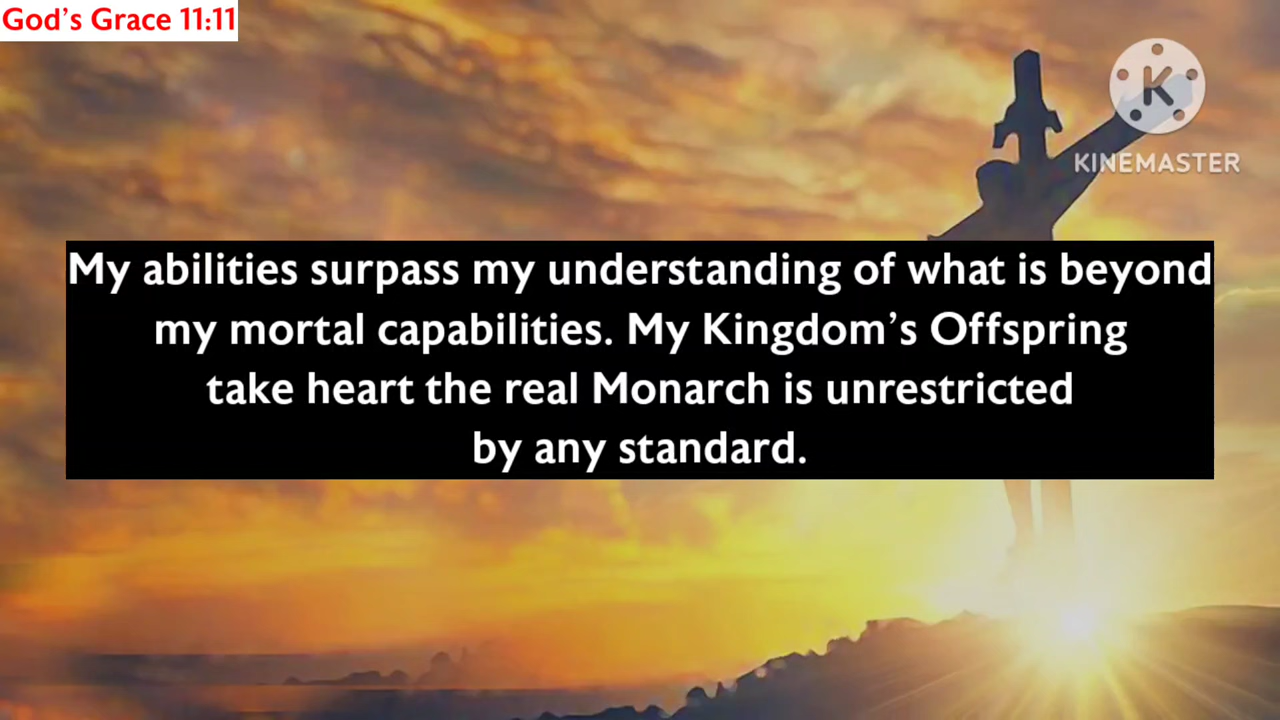 God’s Grace 11:11
K
KINEMASTER
My abilities surpass my understanding of what is beyond
my mortal capabilities. My Kingdom’s Offspring
take heart the real Monarch is unrestricted
by any standard.